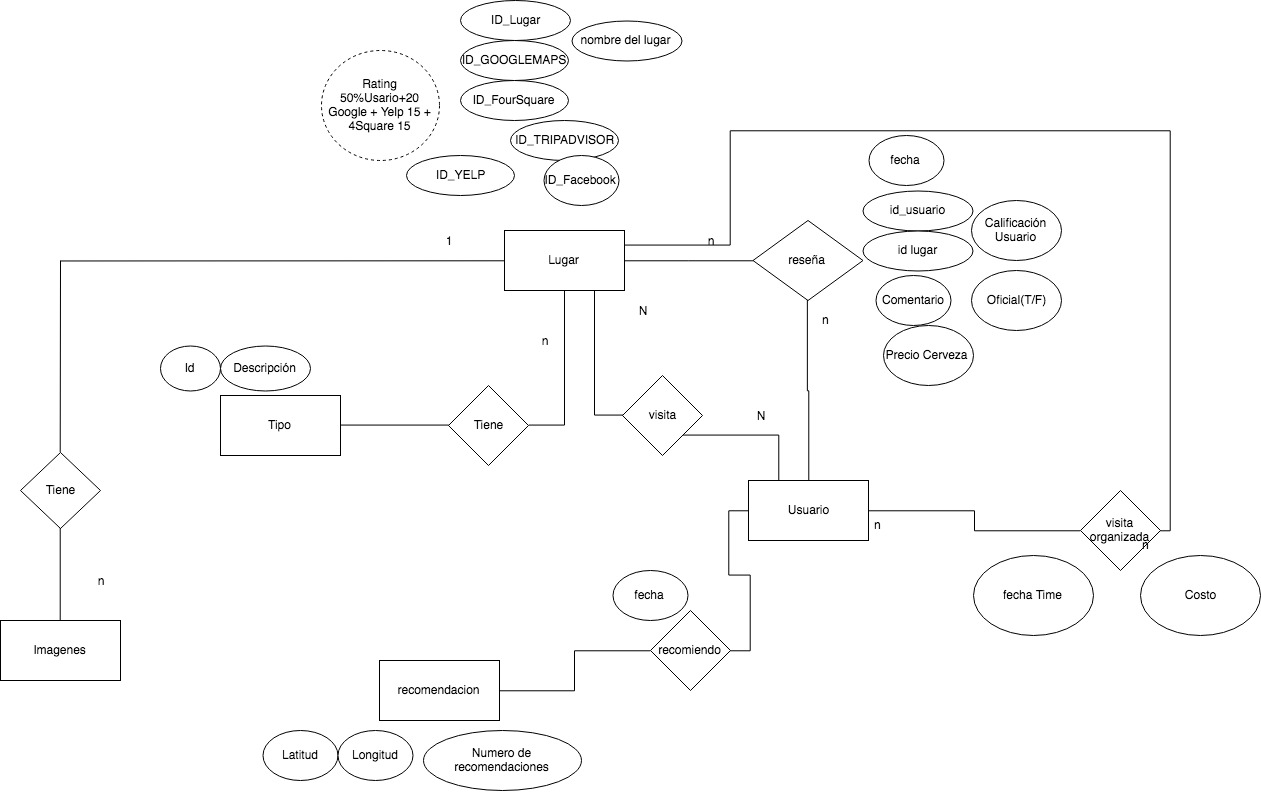 ID_Lugar
nombre del lugar
ID_GOOGLEMAPS
Rating
50%Usario+20
Google + Yelp 15 +
4Square 15
ID_FourSquare
ID_TRIPADVISOR
ID_YELP
ID_Facebook
fecha
id_usuario
Calificación
Usuario
id lugar
1
n
Lugar
reseña
Comentario
Oficial(T/F)
N
n
n
Precio Cerveza
Id
Descripción
Tipo
Tiene
visita
N
Tiene
Usuario
n
visita
organizada
n
n
fecha
fecha Time
Costo
Imagenes
recomiendo
recomendacion
Latitud
Longitud
Numero de
recomendaciones